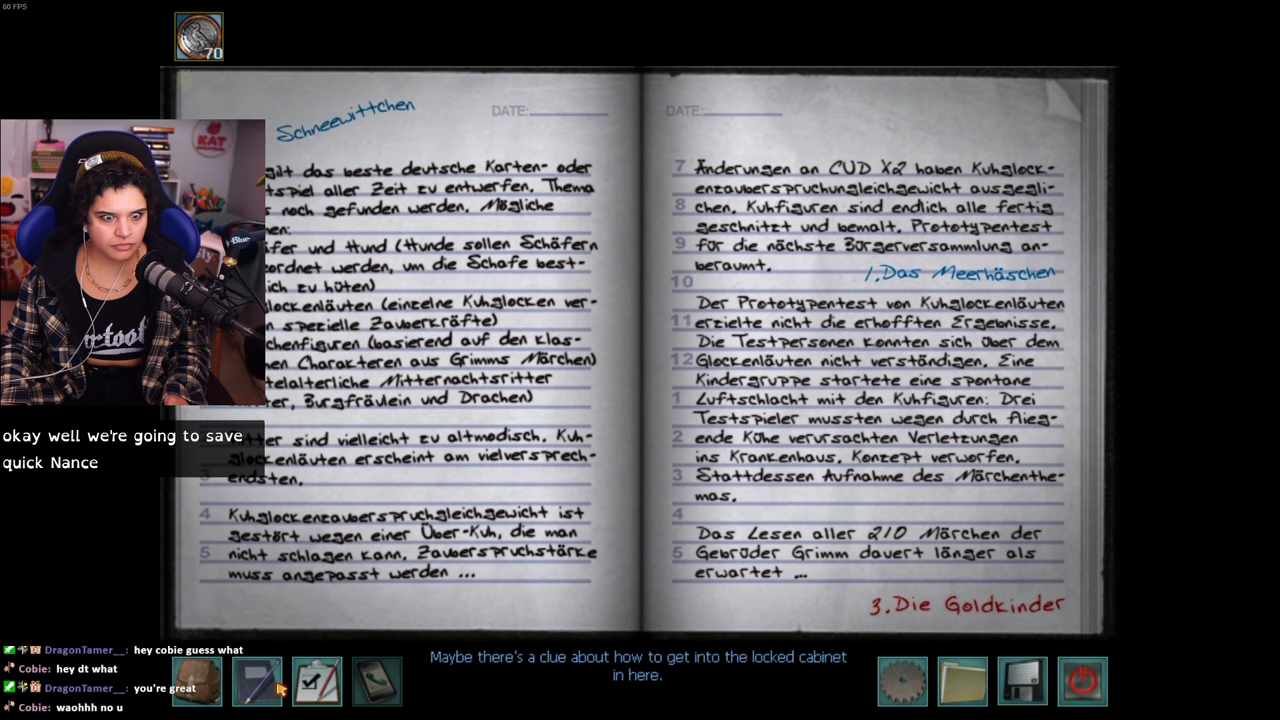 60 FPS
70
Schneewittchen
DATE:
gilt das beste deutsche Karten- oder
tspiel aller Zeit zu entwerfen. Thema
s noch gefunden werden. Mögliche
en:
äfer und Hund (Hunde sollen Schäfern
ordnet werden, um die Schafe best-
ich zu hüten)
lockenläuten (einzelne Kuhglocken ver-
n spezielle Zauberkräfte)
chenfiguren (basierend auf den klas-
hen Charakteren aus Grimms Märchen)
telalterliche Mitternachtsritter
tter, Burgfräulein und Drachen)
tter sind vielleicht zu altmodisch. Kuh-
glockenläuten erscheint am vielversprech-
3 endsten.
4 Kuhglockenzauberspruchgleichgewicht ist
gestört wegen einer Über-Kuh, die man
5 nicht schlagen kann. Zauberspruchstärke
muss angepasst werden ...
DATE:
7 Änderungen an CUD X2 haben Kuhglock-
enzauberspruchungleichgewicht ausgegli-
8 chen. Kuhfiguren sind endlich alle fertig
geschnitzt und bemalt. Prototypentest
9 für die nächste Bürgerversammlung an-
beraumt.
1. Das Meerhäschen
10
Der Prototypentest von Kuhglockenläuten
11 erzielte nicht die erhofften Ergebnisse.
Die Testpersonen konnten sich über dem
12 Glockenläuten nicht verständigen. Eine
Kindergruppe startete eine spontane
1 Luftschlacht mit den Kuhfiguren: Drei
Testspieler mussten wegen durch flieg-
2 ende Kühe verursachten Verletzungen
ins Krankenhaus. Konzept verworfen.
3 Stattdessen Aufnahme des Märchenthe-
mas.
4
Das Lesen aller 210 Märchen der
5 Gebrüder Grimm dauert länger als
erwartet ...
3. Die Goldkinder
KAT
Blue
okay well we're going to save
quick Nance
DragonTamer__: hey cobie guess what
Cobie: hey dt what
DragonTamer__: you're great
Cobie: waohhh no u
Maybe there's a clue about how to get into the locked cabinet
in here.